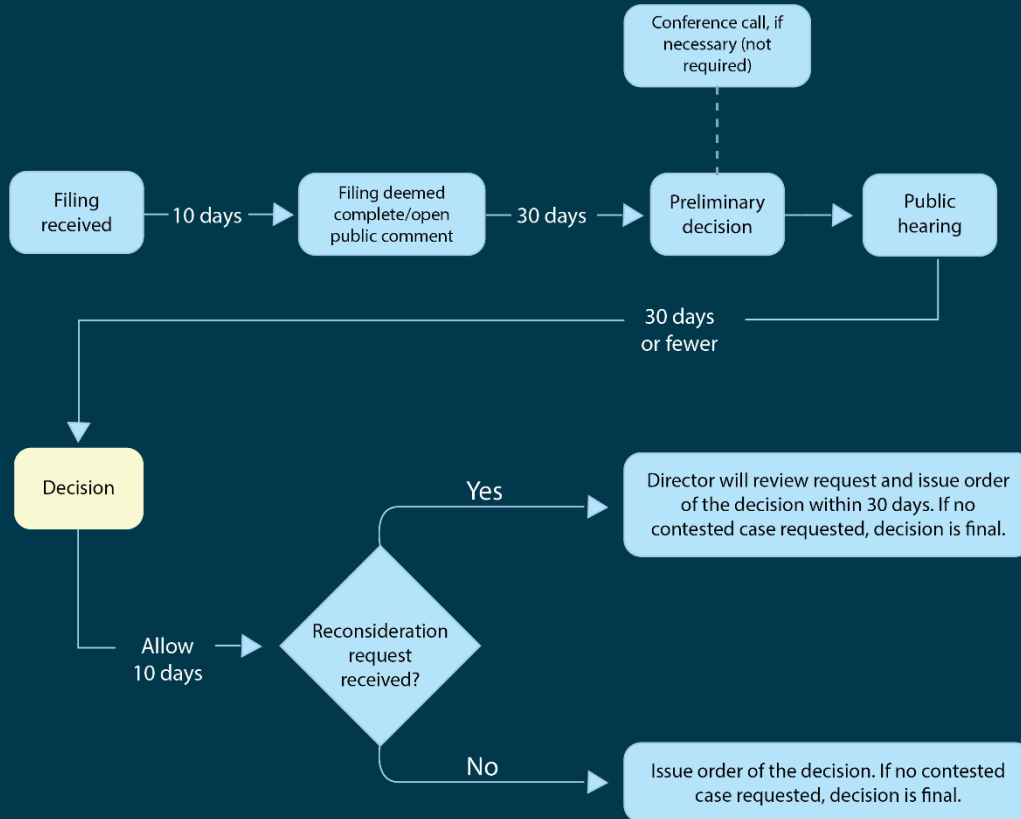 Conference call, if
necessary (not
required)
Filing
received
10 days
Filing deemed
complete/open
public comment
30 days
Preliminary
decision
Public
hearing
30 days
or fewer
Decision
Allow
10 days
Reconsideration
request
received?
Yes
Director will review request and issue order
of the decision within 30 days. If no
contested case requested, decision is final.
No
Issue order of the decision. If no contested
case requested, decision is final.